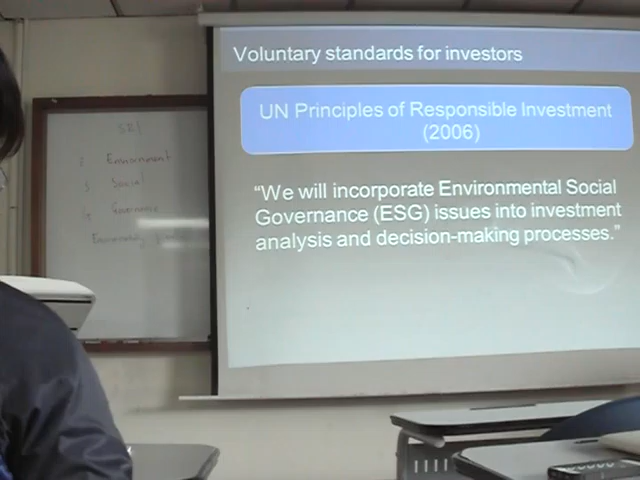 Voluntary standards for investors
UN Principles of Responsible Investment
(2006)
“We will incorporate Environmental Social
Governance (ESG) issues into investment
analysis and decision-making processes.”
SRI
Environment
Social